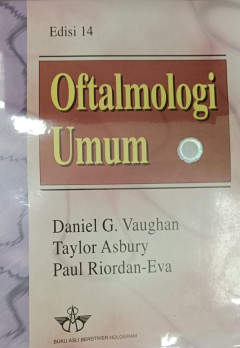 Edisi 14
Oftalmologi
Umum
Daniel G. Vaughan
Taylor Asbury
Paul Riordan-Eva
BUKU ASLI BERSTIKER HOLOGRAM